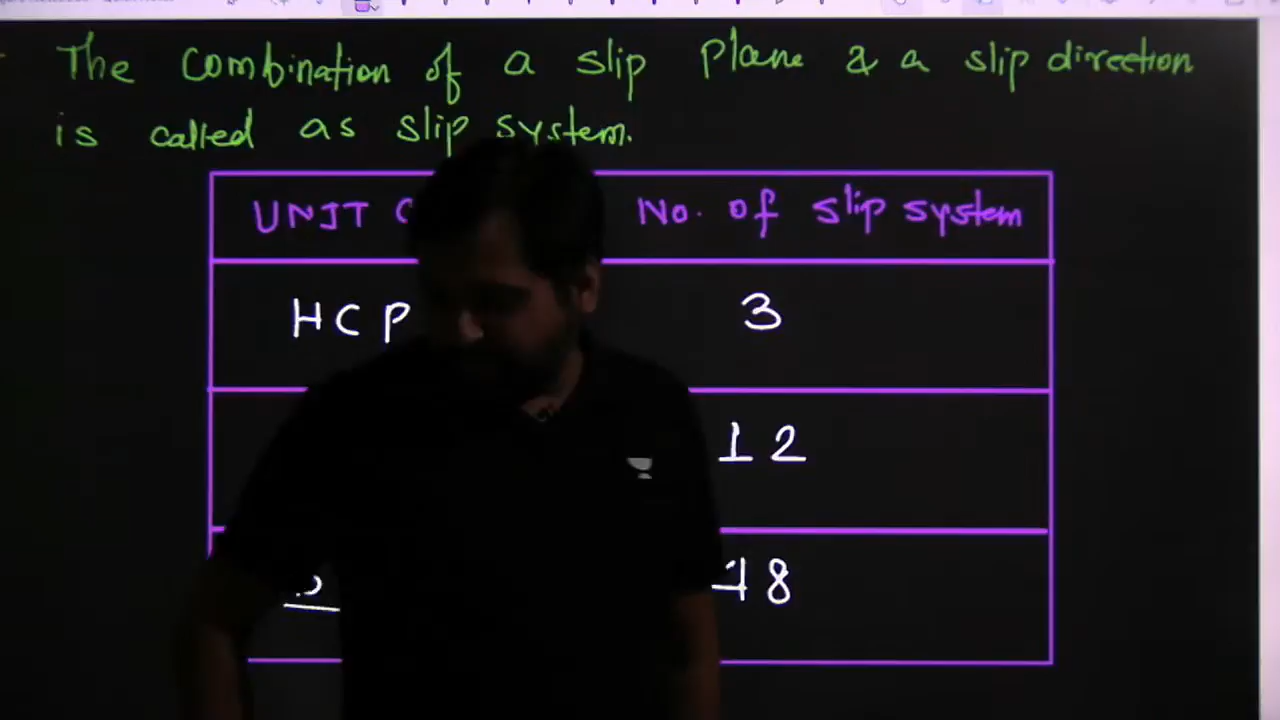 The combination of a slip plane & a slip direction
is called as slip system.
UNIT No. of slip system
HCP 3
12
48